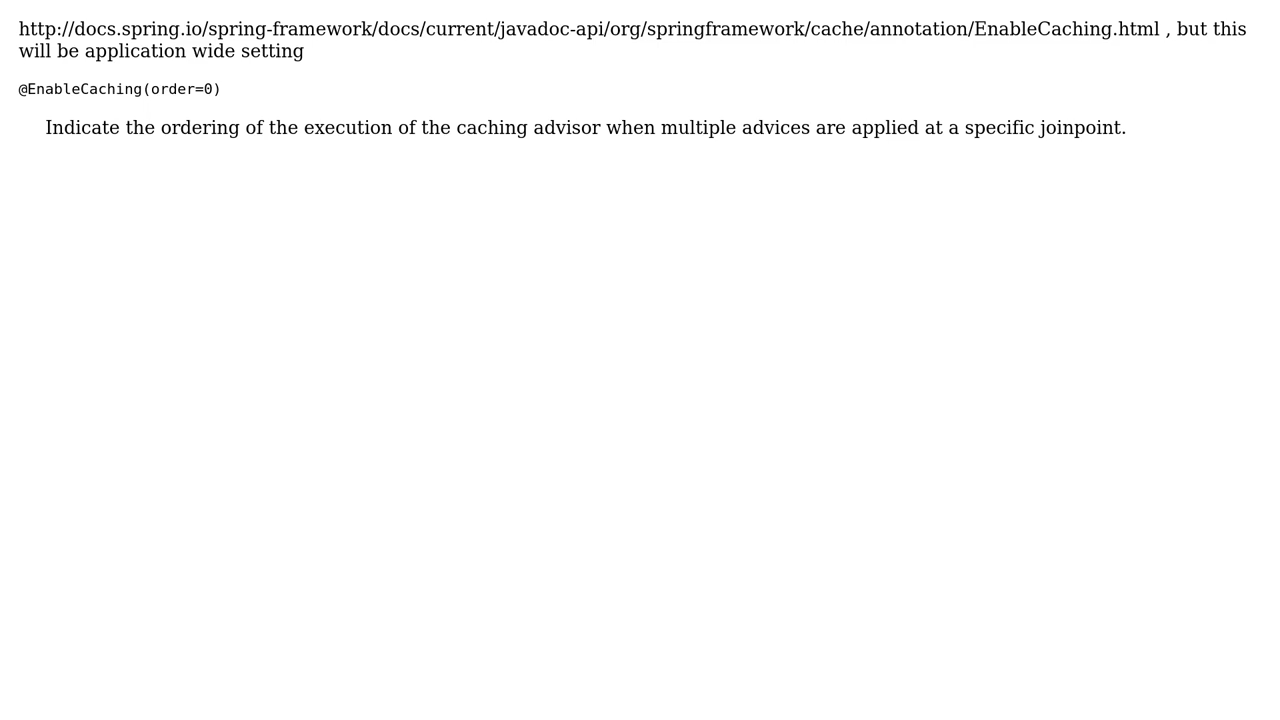 http://docs.spring.io/spring-framework/docs/current/javadoc-api/org/springframework/cache/annotation/EnableCaching.html , but this
will be application wide setting
@EnableCaching(order=0)
Indicate the ordering of the execution of the caching advisor when multiple advices are applied at a specific joinpoint.